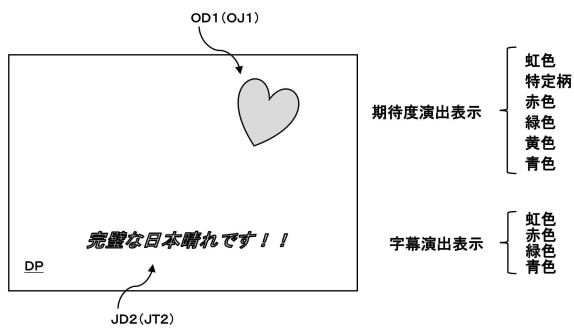 OD1(OJ1)
期待度演出表示
虹色
特定柄
赤色
緑色
黄色
青色
完璧な日本晴れです！！
DP
JD2(JT2)
字幕演出表示
虹色
赤色
緑色
青色